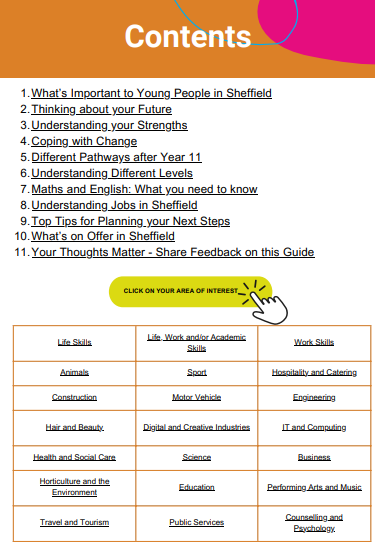 Contents
1. What's Important to Young People in Sheffield
2. Thinking about your Future
3. Understanding your Strengths
4. Coping with Change
5. Different Pathways after Year 11
6. Understanding Different Levels
7. Maths and English: What you need to know
8. Understanding Jobs in Sheffield
9. Top Tips for Planning your Next Steps
10. What's on Offer in Sheffield
11. Your Thoughts Matter - Share Feedback on this Guide
CLICK ON YOUR AREA OF INTEREST
Life Skills
Life, Work and/or Academic
Skills
Work Skills
Animals
Sport
Hospitality and Catering
Construction
Motor Vehicle
Engineering
Hair and Beauty
Digital and Creative Industries
IT and Computing
Health and Social Care
Science
Business
Horticulture and the
Environment
Education
Performing Arts and Music
Travel and Tourism
Public Services
Counselling and
Psychology